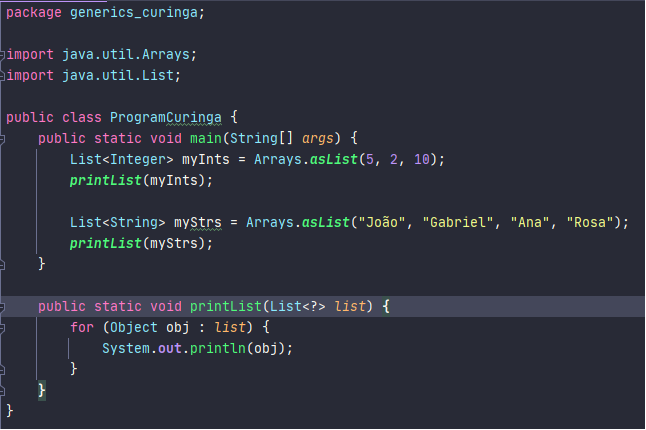 package generics_curinga;
import java.util.Arrays;
import java.util.List;
public class ProgramCuringa {
public static void main(String[] args) {
List<Integer> myInts = Arrays.asList(5, 2, 10);
printList(myInts);
List<String> myStrs = Arrays.asList("João", "Gabriel", "Ana", "Rosa");
printList(myStrs);
}
public static void printList(List<?> list) {
for (Object obj : list) {
System.out.println(obj);
}
}
}